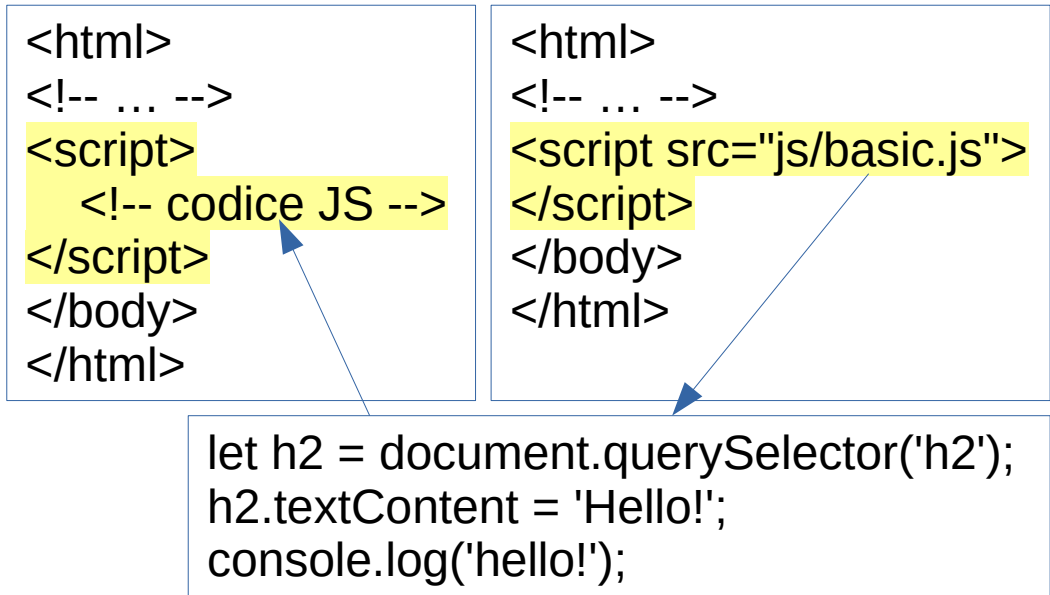 <html>
<!-- … -->
<script>
<!-- codice JS -->
</script>
</body>
</html>
<html>
<!-- … -->
<script src="js/basic.js">
</script>
</body>
</html>
let h2 = document.querySelector('h2');
h2.textContent = 'Hello!';
console.log('hello!');